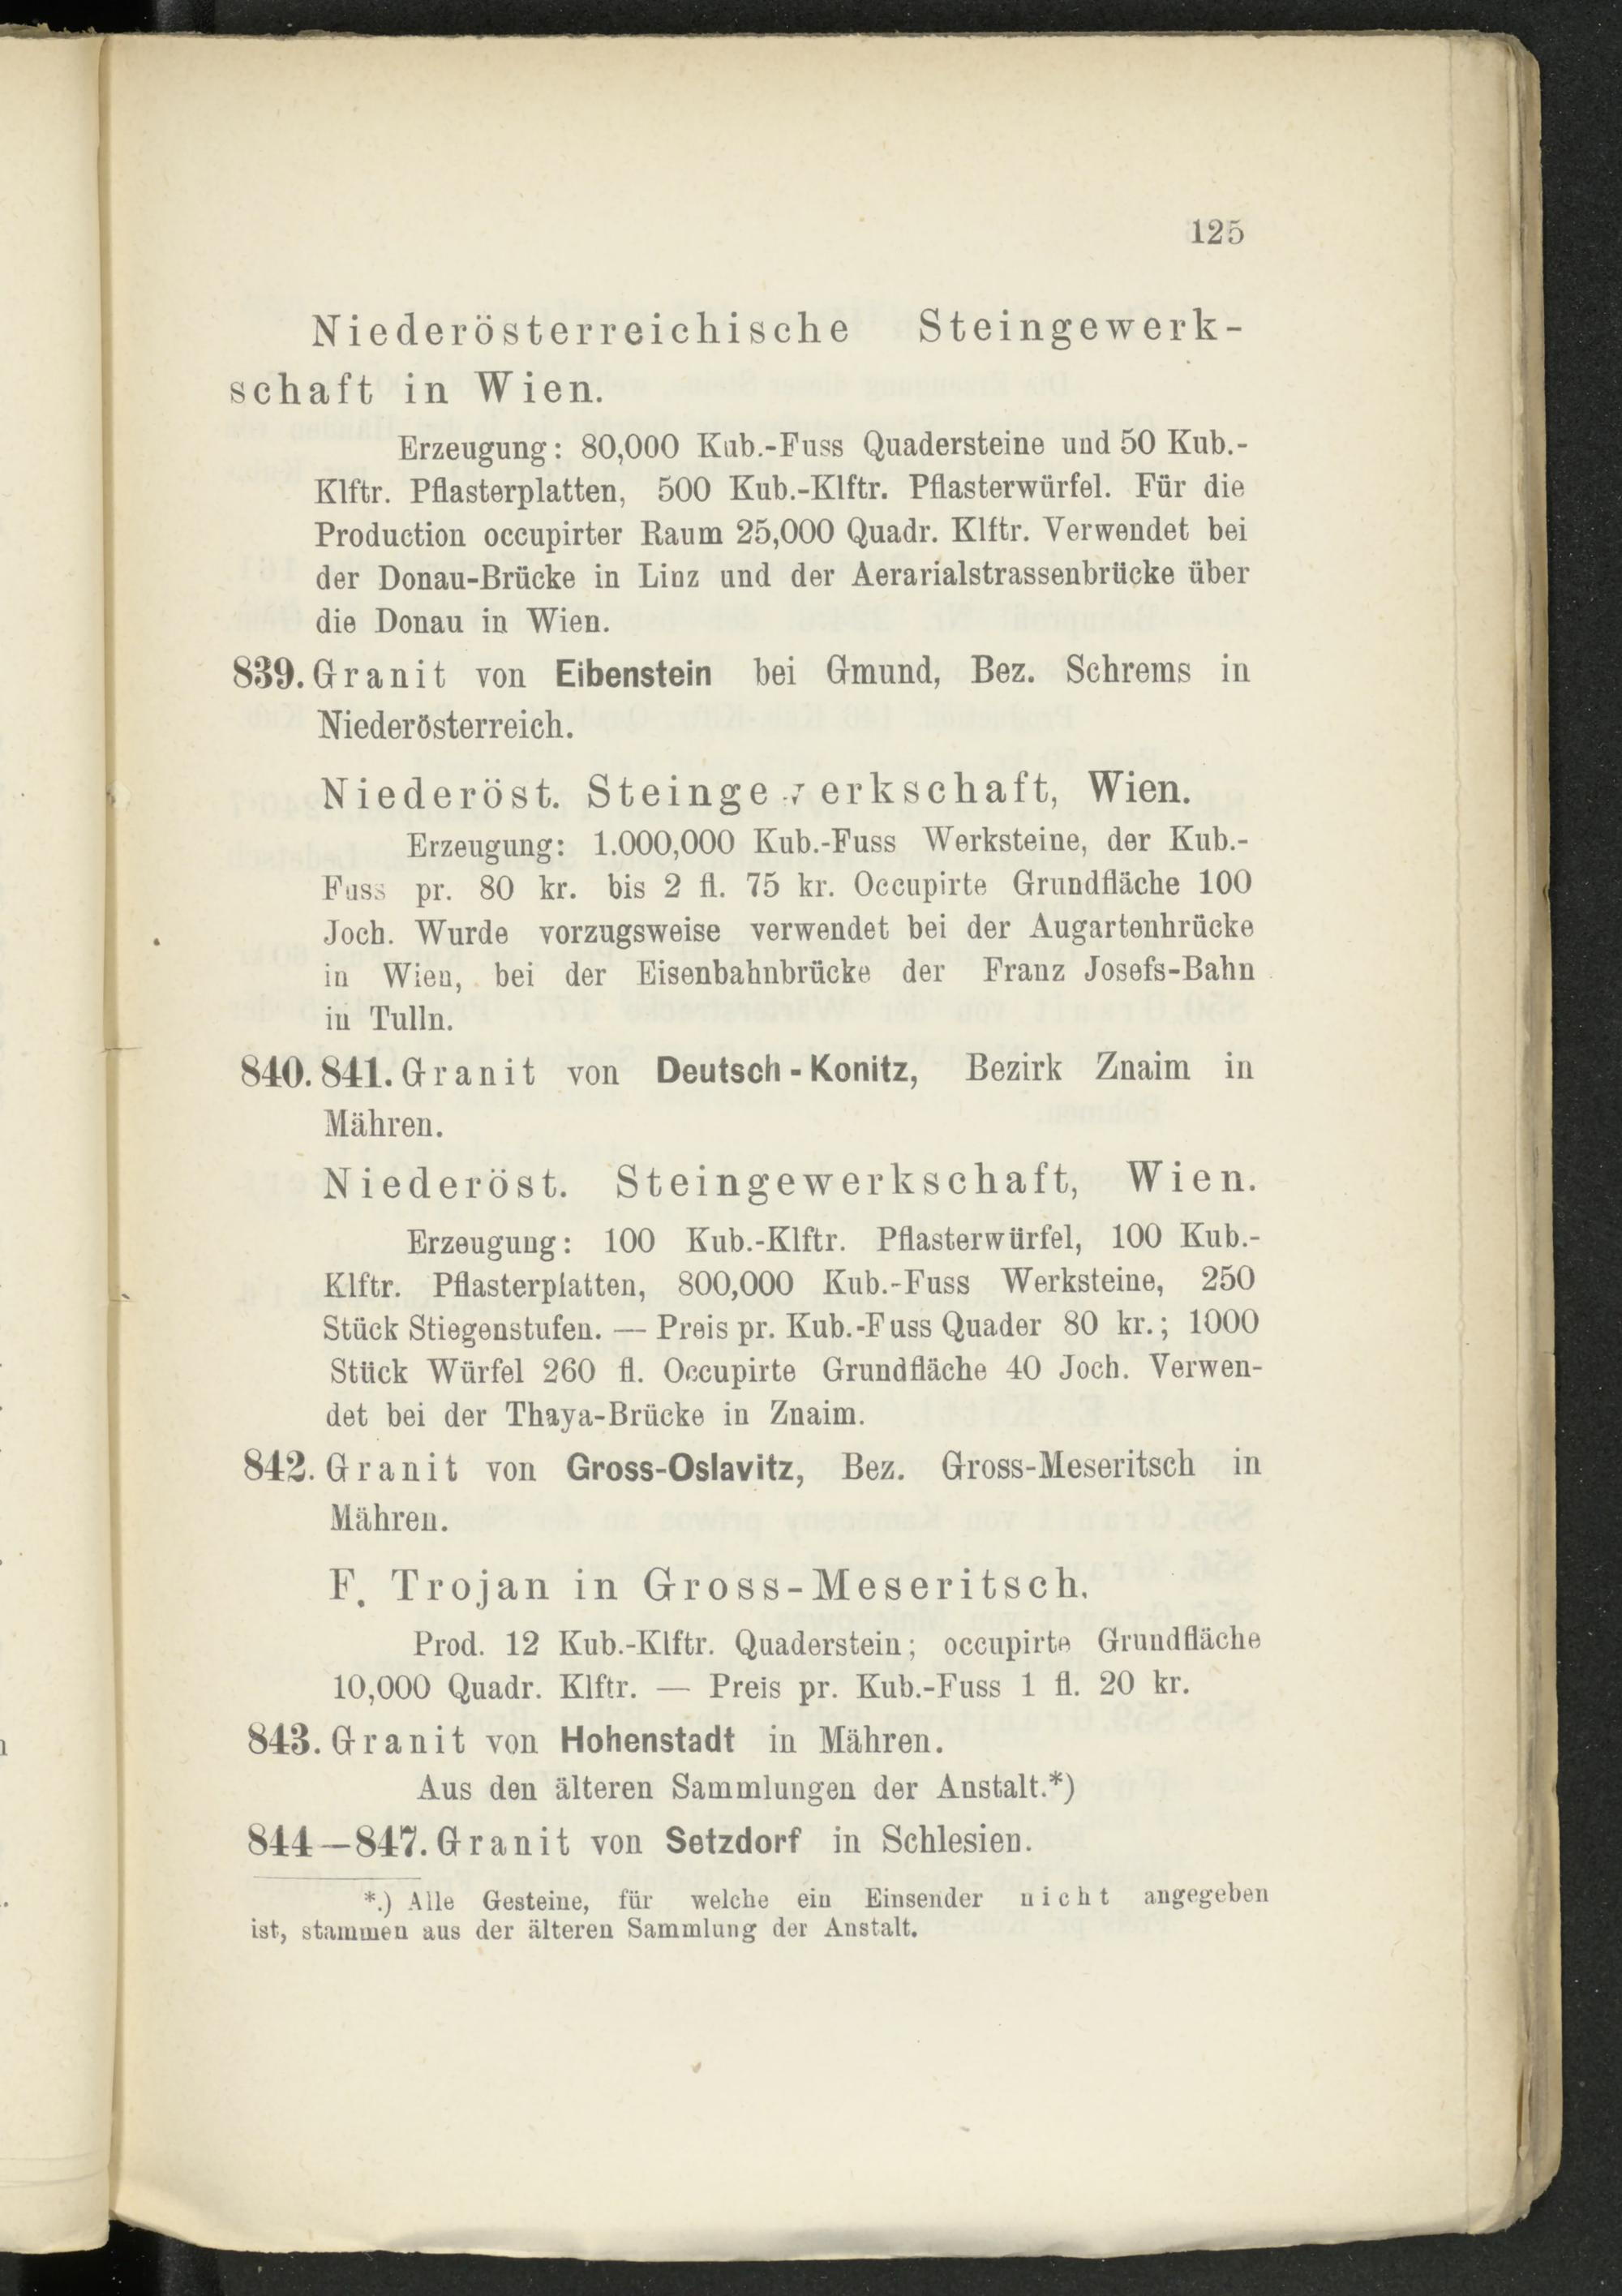 125
Niederösterreichische Steingewerk-
schaft in Wien.
Erzeugung: 80,000 Kub.-Fuss Quadersteine und 50 Kub.-
Klftr. Pflasterplatten, 500 Kub.-Klftr. Pflasterwürfel. Für die
Production occupirter Raum 25,000 Quadr. Klftr. Verwendet bei
der Donau-Brücke in Linz und der Aerarialstrassenbrücke über
die Donau in Wien.
839. Granit von Eibenstein bei Gmund, Bez. Schrems in
Niederösterreich.
Niederöst. Steingewerkschaft, Wien.
Erzeugung: 1.000,000 Kub.-Fuss Werksteine, der Kub.-
Fuss pr. 80 kr. bis 2 fl. 75 kr. Occupirte Grundfläche 100
Joch. Wurde vorzugsweise verwendet bei der Augartenhrücke
in Wien, bei der Eisenbahnbrücke der Franz Josefs-Bahn
in Tulln.
840. 841. Granit von Deutsch-Konitz, Bezirk Znaim in
Mähren.
Niederöst. Steingewerkschaft, Wien.
Erzeugung: 100 Kub.-Klftr. Pflasterwürfel, 100 Kub.-
Klftr. Pflasterplatten, 800,000 Kub.-Fuss Werksteine, 250
Stück Stiegenstufen. — Preis pr. Kub.-Fuss Quader 80 kr.; 1000
Stück Würfel 260 fl. Occupirte Grundfläche 40 Joch. Verwen-
det bei der Thaya-Brücke in Znaim.
842. Granit von Gross-Oslavitz, Bez. Gross-Meseritsch in
Mähren.
F. Trojan in Gross-Meseritsch.
Prod. 12 Kub.-Klftr. Quaderstein; occupirte Grundfläche
10,000 Quadr. Klftr. — Preis pr. Kub.-Fuss 1 fl. 20 kr.
843. Granit von Hohenstadt in Mähren.
Aus den älteren Sammlungen der Anstalt.*)
844—847. Granit von Setzdorf in Schlesien.
*.) Alle Gesteine, für welche ein Einsender nicht angegeben
ist, stammen aus der älteren Sammlung der Anstalt.